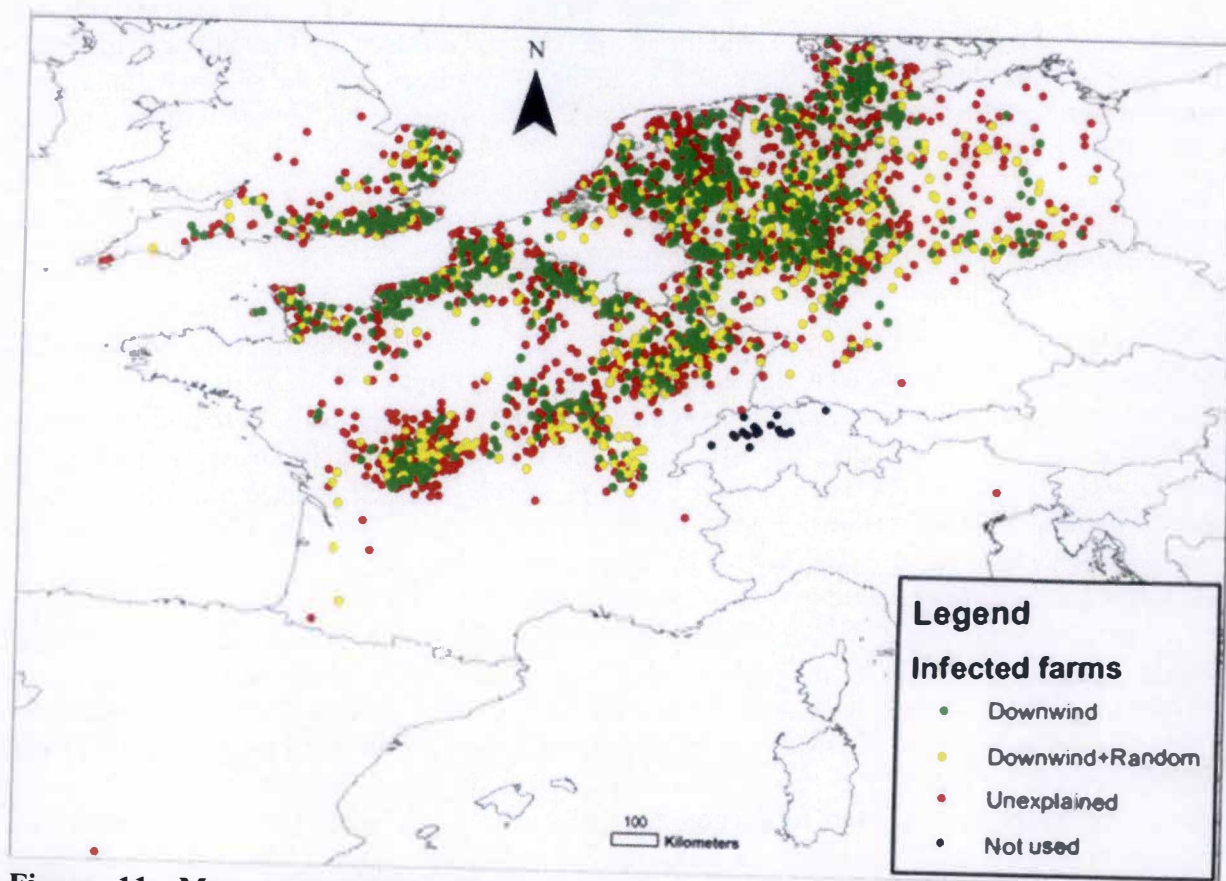 N
Legend
Infected farms
Downwind
Downwind+Random
Unexplained
Not used
100
Kilometers